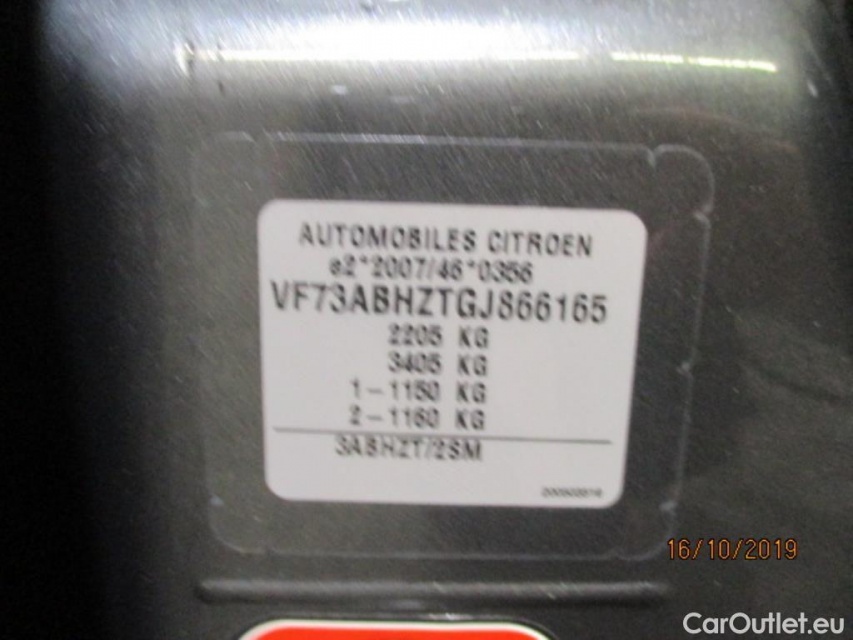 AUTOMOBILES CITROEN
e2*2007/46*0356
VF73ABHZTGJ866165
2205 KG
3405 KG
1-1150 KG
2-1160 KG
3ABHZT/2SM
16/10/2019
CarOutlet.eu